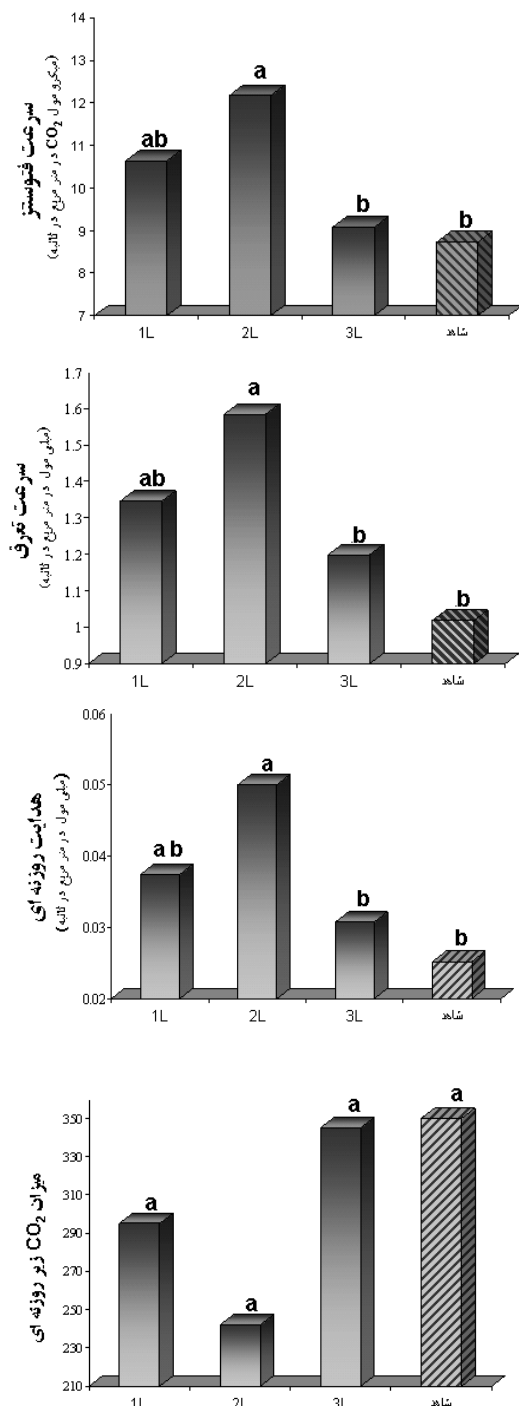 سرعت فتوسنتز
(میکرو مول CO₂ در متر مربع در ثانیه)
14
13
12
11
10
9
8
7
ab
a
b
b
1L
2L
3L
شاهد
سرعت تعرق
(میلی مول در متر مربع در ثانیه)
1.7
1.6
1.5
1.4
1.3
1.2
1.1
1
0.9
ab
a
b
b
1L
2L
3L
شاهد
هدایت روزنه ای
(میلی مول در متر مربع در ثانیه)
0.06
0.05
0.04
0.03
0.02
a b
a
b
b
1L
2L
3L
شاهد
میزان CO₂ زیر روزنه ای
350
330
310
290
270
250
230
210
a
a
a
a
1L
2L
3L
شاهد